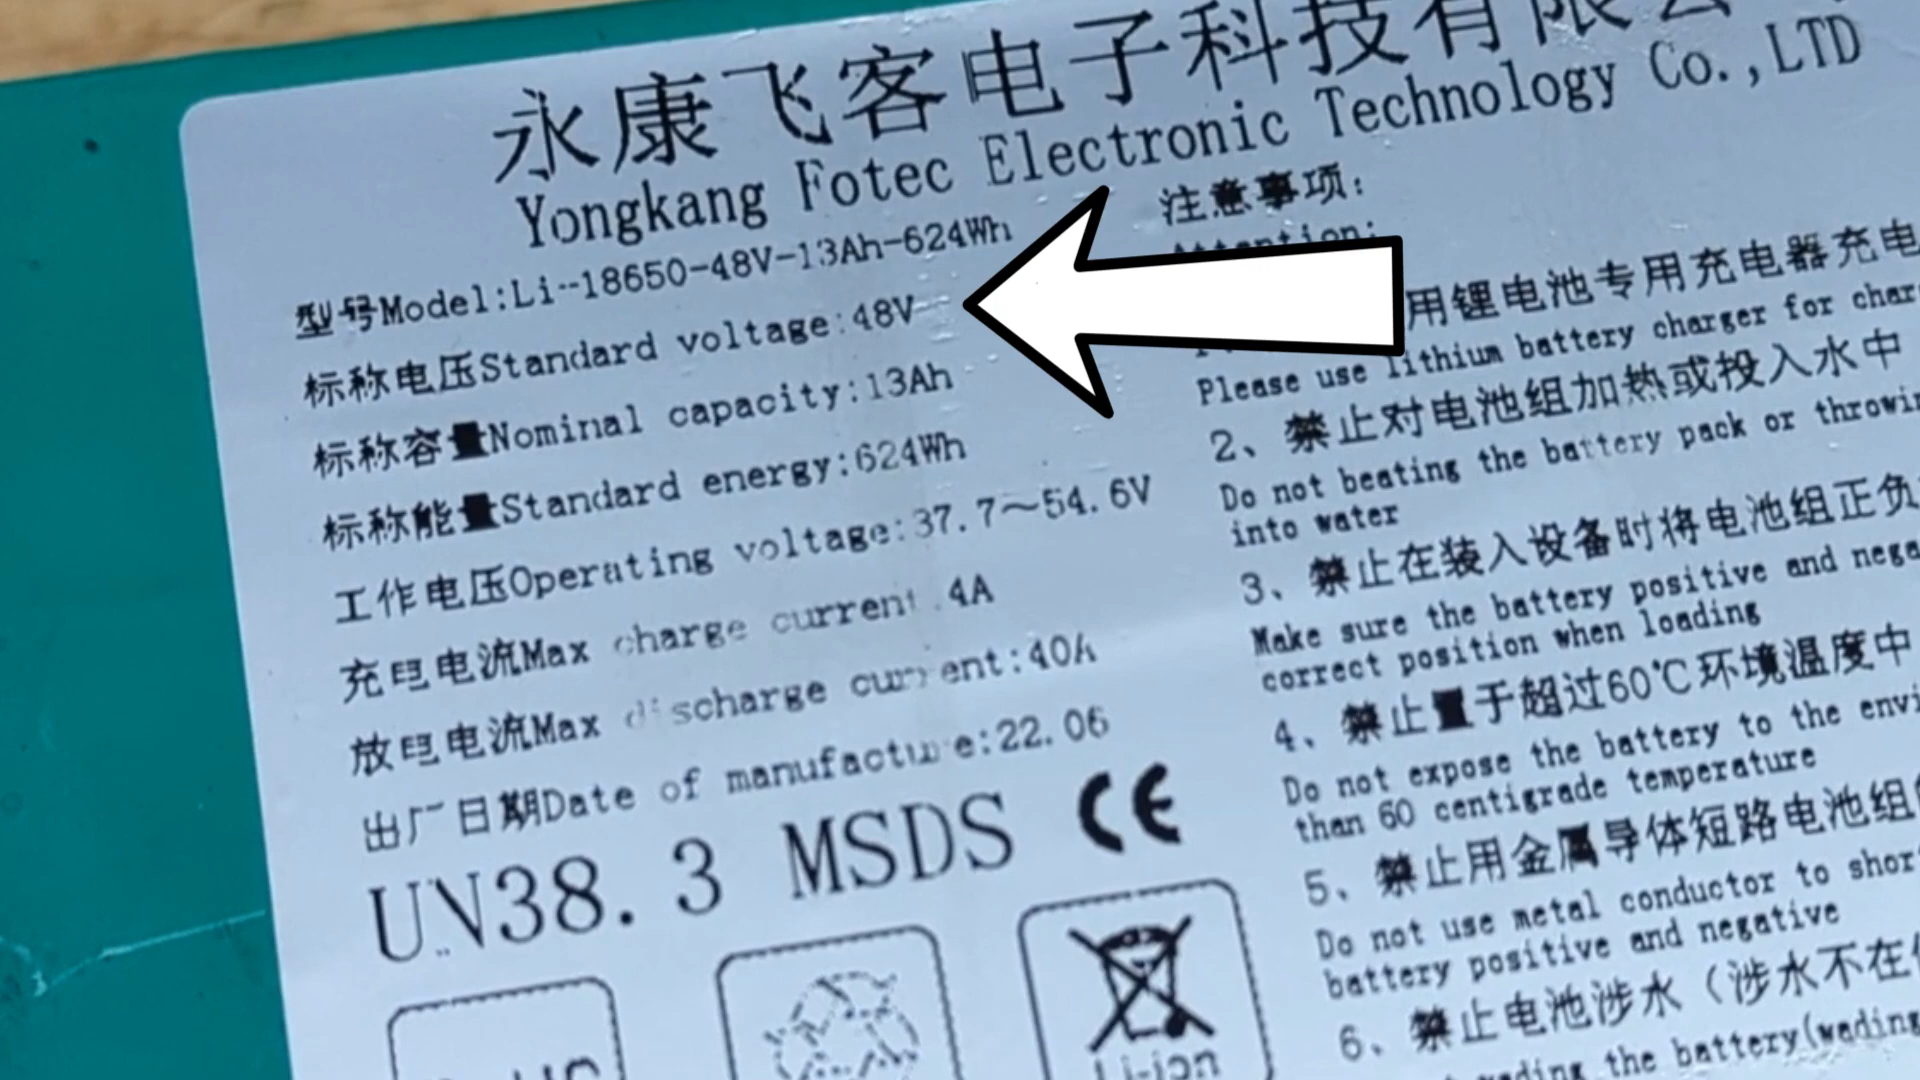 永康飞客电子科技有限
Yongkang Fotec Electronic Technology Co.,LTD
型号Model:Li--18650-48V-13Ah-624Wh
标称电压Standard voltage:48V
标称容量Nominal capacity:13Ah
标称能量Standard energy:624Wh
工作电压Operating voltage:37.7~54.6V
充电电流Max charge current 4A
放电电流Max discharge current:40A
出厂日期Date of manufacture:22.06
UN38.3 MSDS CE
Li-ion
注意事项:
Attention:
用锂电池专用充电器充电
Please use lithium battery charger for
2、禁止对电池组加热或投入水中
Do not beating the battery pack or
into water
3、禁止在装入设备时将电池组正负
Make sure the battery positive and
correct position when loading
4、禁止置于超过60℃环境温度中
Do not expose the battery to the
than 60 centigrade temperature
5、禁止用金属导体短路电池组
Do not use metal conductor to
battery positive and negative
6、禁止电池涉水（涉水不在
the battery(wading